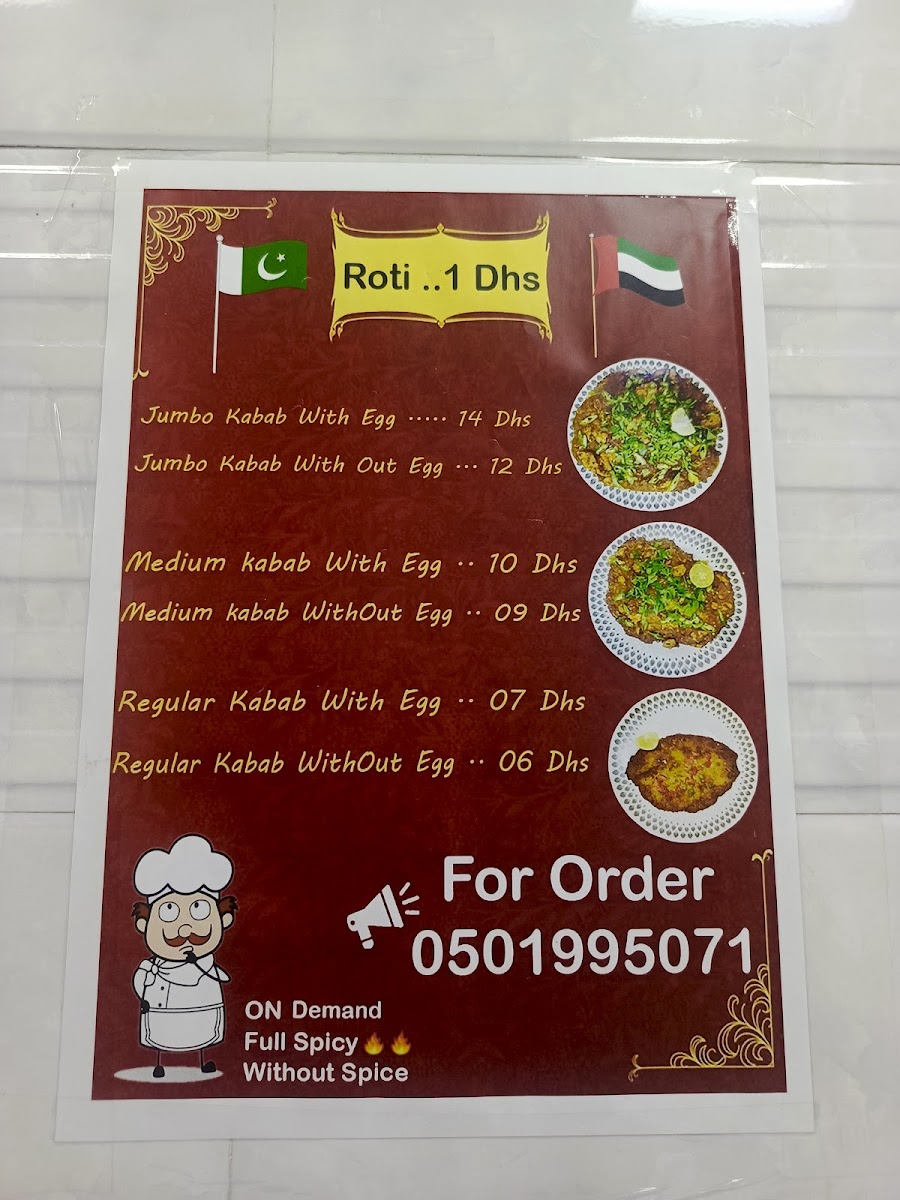 Roti ..1 Dhs
Jumbo Kabab With Egg ..... 14 Dhs
Jumbo Kabab With Out Egg ... 12 Dhs
Medium kabab With Egg .. 10 Dhs
Medium kabab WithOut Egg .. 09 Dhs
Regular Kabab With Egg .. 07 Dhs
Regular Kabab WithOut Egg .. 06 Dhs
For Order
0501995071
ON Demand
Full Spicy🔥🔥
Without Spice